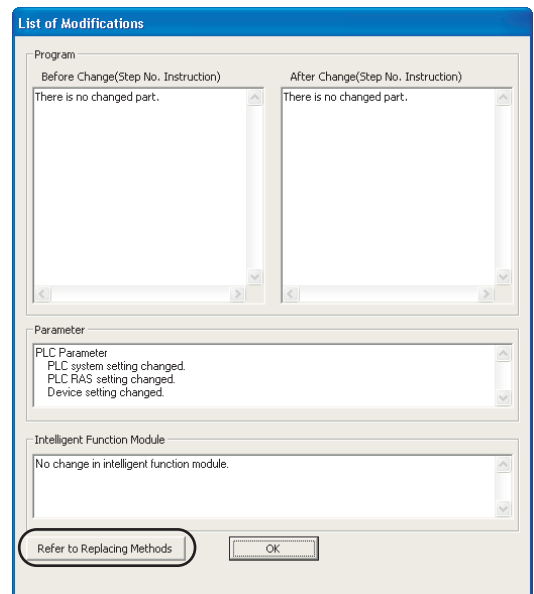 List of Modifications
Program
Before Change(Step No. Instruction)
After Change(Step No. Instruction)
There is no changed part.
There is no changed part.
Parameter
PLC Parameter
PLC system setting changed.
PLC RAS setting changed.
Device setting changed.
Intelligent Function Module
No change in intelligent function module.
Refer to Replacing Methods
OK